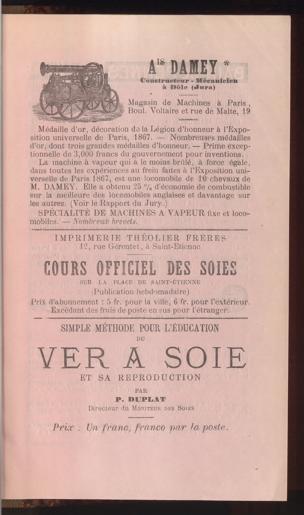 Ais DAMEY *
Constructeur-Mécanicien
à Dôle (Jura)
Magasin de Machines à Paris,
Boul. Voltaire et rue de Malte, 19
Médaille d'or, décoration de la Légion d'honneur à l'Expo-
sition universelle de Paris, 1867. — Nombreuses médailles
d'or, dont trois grandes médailles d'honneur. — Prime excep-
tionnelle de 3,000 francs du gouvernement pour inventions.
La machine à vapeur qui a le moins brûlé, à force égale,
dans toutes les expériences au frein faites à l'Exposition uni-
verselle de Paris 1867, est une locomobile de 10 chevaux de
M. DAMEY. Elle a obtenu 25 % d'économie de combustible
sur la meilleure des locomobiles anglaises et davantage sur
les autres. (Voir le Rapport du Jury.)
SPÉCIALITÉ DE MACHINES A VAPEUR fixe et loco-
mobiles. — Nombreux brevets.
IMPRIMERIE THÉOLIER FRÈRES
12, rue Gérentet, à Saint-Etienne
COURS OFFICIEL DES SOIES
SUR LA PLACE DE SAINT-ÉTIENNE
(Publication hebdomadaire)
Prix d'abonnement : 5 fr. pour la ville, 6 fr. pour l'extérieur.
Excédant des frais de poste en sus pour l'étranger.
SIMPLE MÉTHODE POUR L'ÉDUCATION
DU
VER A SOIE
ET SA REPRODUCTION
PAR
P. DUPLAT
Directeur du MONITEUR DES SOIES
Prix : Un franc, franco par la poste.